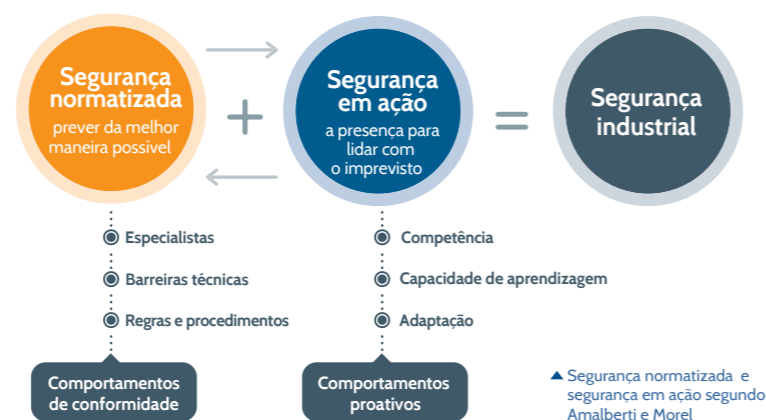 Segurança
normatizada
prever da melhor
maneira possível
+
Segurança
em ação
a presença para
lidar com
o imprevisto
=
Segurança
industrial
Especialistas
Barreiras técnicas
Regras e procedimentos
Comportamentos
de conformidade
Competência
Capacidade de aprendizagem
Adaptação
Comportamentos
proativos
Segurança normatizada e
segurança em ação segundo
Amalberti e Morel